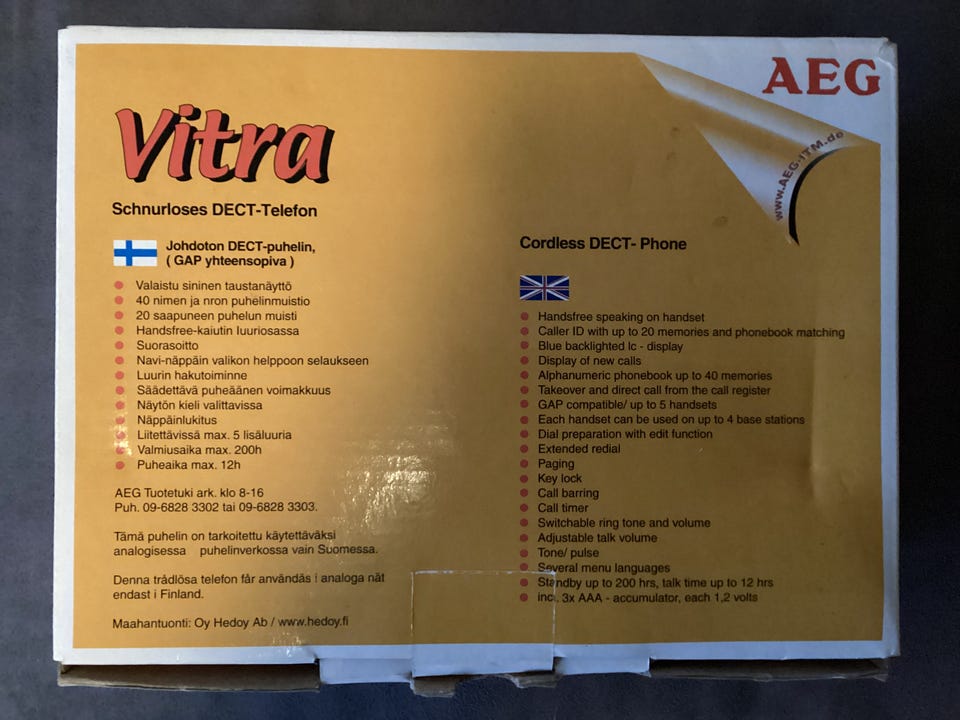 AEG
www.AEG-ITM.de
Vitra
Schnurloses DECT-Telefon
Johdoton DECT-puhelin,
( GAP yhteensopiva )
Valaistu sininen taustanäyttö
40 nimen ja nron puhelinmuistio
20 saapuneen puhelun muisti
Handsfree-kaiutin luuriosassa
Suorasoitto
Navi-näppäin valikon helppoon selaukseen
Luurin hakutoiminne
Säädettävä puheäänen voimakkuus
Näytön kieli valittavissa
Näppäinlukitus
Liitettävissä max. 5 lisäluuria
Valmiusaika max. 200h
Puheaika max. 12h
AEG Tuotetuki ark. klo 8-16
Puh. 09-6828 3302 tai 09-6828 3303.
Tämä puhelin on tarkoitettu käytettäväksi
analogisessa puhelinverkossa vain Suomessa.
Denna trådlösa telefon får användäs i analoga nät
endast i Finland.
Maahantuonti: Oy Hedoy Ab / www.hedoy.fi
Cordless DECT- Phone
Handsfree speaking on handset
Caller ID with up to 20 memories and phonebook matching
Blue backlighted lc - display
Display of new calls
Alphanumeric phonebook up to 40 memories
Takeover and direct call from the call register
GAP compatible/ up to 5 handsets
Each handset can be used on up to 4 base stations
Dial preparation with edit function
Extended redial
Paging
Key lock
Call barring
Call timer
Switchable ring tone and volume
Adjustable talk volume
Tone/ pulse
Several menu languages
Standby up to 200 hrs, talk time up to 12 hrs
incl. 3x AAA - accumulator, each 1,2 volts